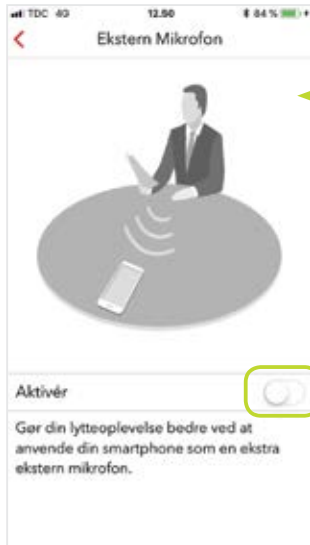 TDC 4G 12.50 84 %
Ekstern Mikrofon
Aktivér
Gør din lytteoplevelse bedre ved at
anvende din smartphone som en ekstra
ekstern mikrofon.